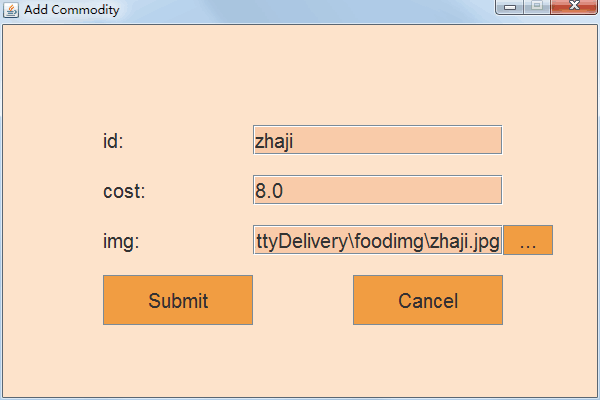 Add Commodity
id: zhaji
cost: 8.0
img: ttyDelivery\foodimg\zhaji.jpg ...
Submit Cancel